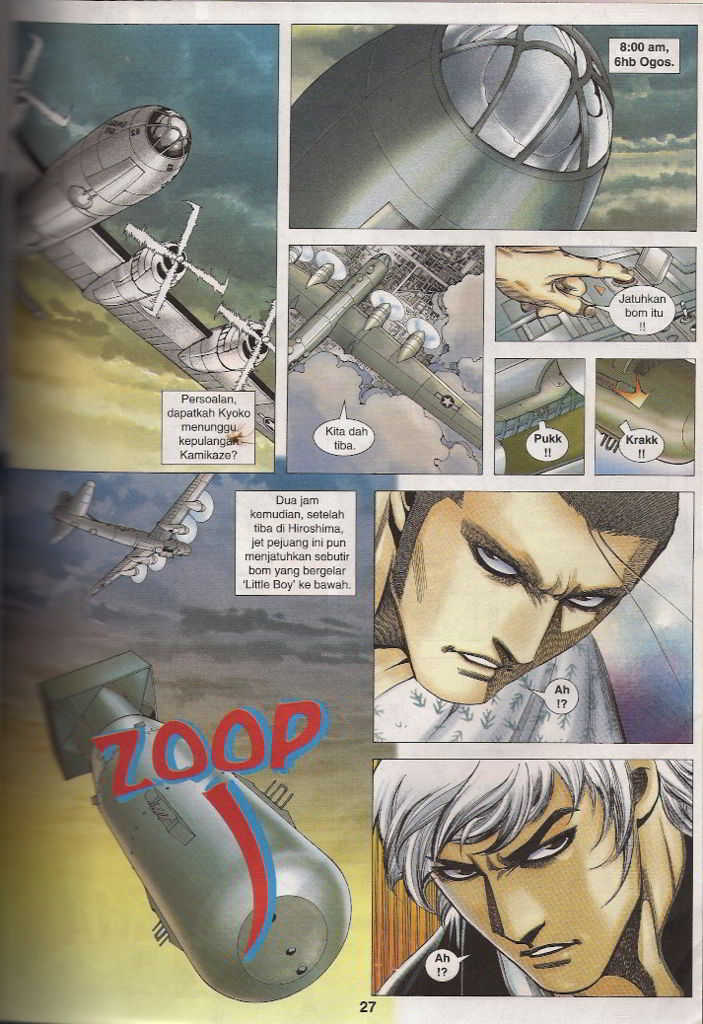 8:00 am,
6hb Ogos.
Persoalan,
dapatkah Kyoko
menunggu
kepulangan
Kamikaze?
Kita dah
tiba.
Jatuhkan
bom itu
!!
Pukk
!!
Krakk
!!
Dua jam
kemudian, setelah
tiba di Hiroshima,
jet pejuang ini pun
menjatuhkan sebutir
bom yang bergelar
'Little Boy' ke bawah.
ZOOP
Ah
!?
Ah
!?
27